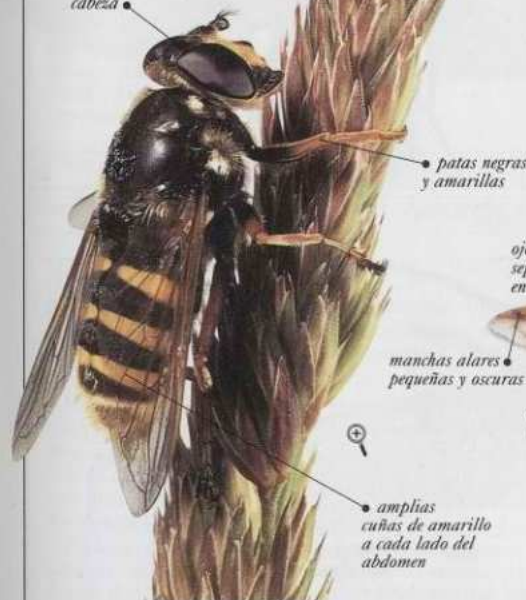 cabeza
patas negras
y amarillas
manchas alares
pequeñas y oscuras
amplias
cuñas de amarillo
a cada lado del
abdomen